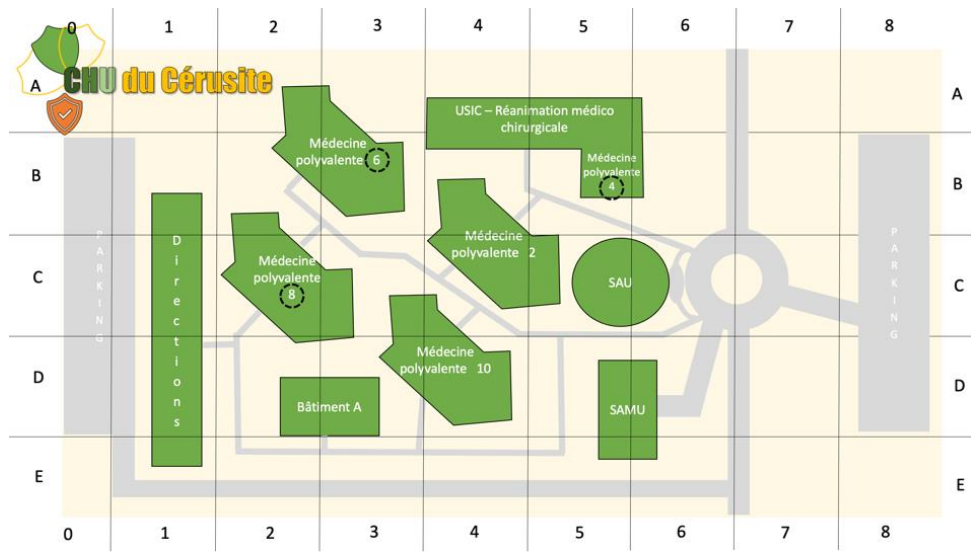 0 1 2 3 4 5 6 7 8
A
CHU du Cérusite
A
USIC – Réanimation médico
chirurgicale
Médecine
polyvalente 6
Médecine
polyvalente
4
B
B
PARKING
Directions
Médecine
polyvalente 2
Médecine
polyvalente
8
SAU
PARKING
C
C
Médecine
polyvalente 10
D
D
Bâtiment A
SAMU
E
E
0 1 2 3 4 5 6 7 8